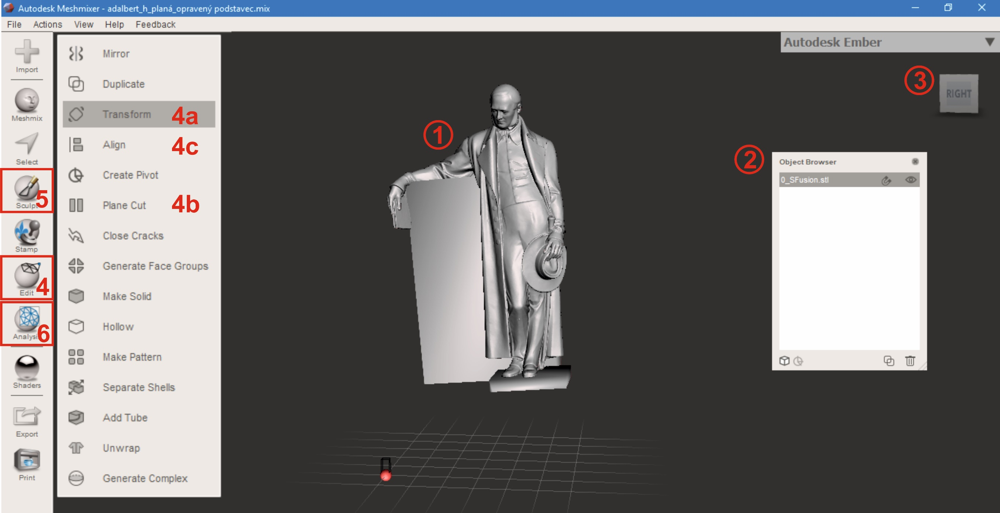 Autodesk Meshmixer - adalbert_h_planá_opravený podstavec.mix
File Actions View Help Feedback
Import
Meshmix
Select
Sculpt
5
Stamp
Edit
4
Analysis
6
Shaders
Export
Print
Mirror
Duplicate
Transform 4a
Align 4c
Create Pivot
Plane Cut 4b
Close Cracks
Generate Face Groups
Make Solid
Hollow
Make Pattern
Separate Shells
Add Tube
Unwrap
Generate Complex
1
Autodesk Ember
3
RIGHT
2
Object Browser
0_SFusion.stl